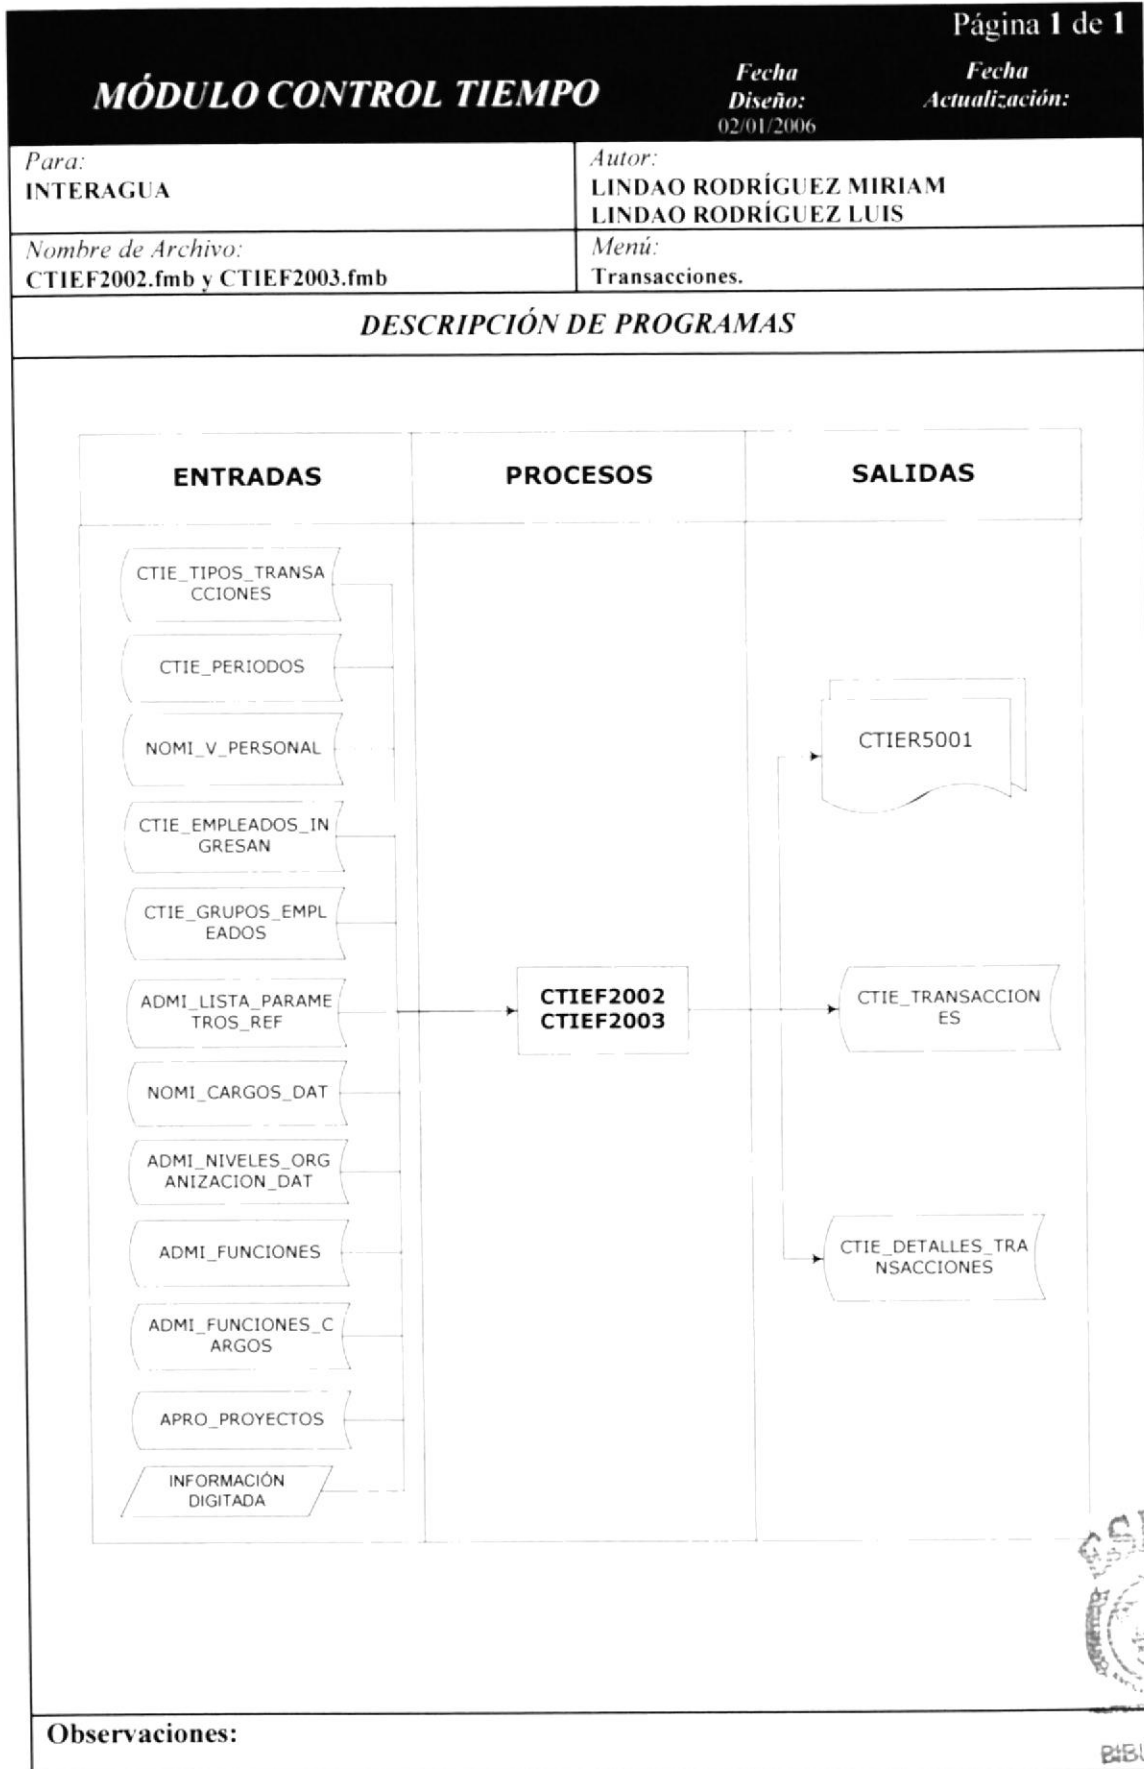 Página 1 de 1
MÓDULO CONTROL TIEMPO
Fecha
Diseño:
02/01/2006
Fecha
Actualización:
Para:
INTERAGUA
Autor:
LINDAO RODRÍGUEZ MIRIAM
LINDAO RODRÍGUEZ LUIS
Nombre de Archivo:
CTIEF2002.fmb y CTIEF2003.fmb
Menú:
Transacciones.
DESCRIPCIÓN DE PROGRAMAS
ENTRADAS
PROCESOS
SALIDAS
CTIE_TIPOS_TRANSA
CCIONES
CTIE_PERIODOS
NOMI_V_PERSONAL
CTIE_EMPLEADOS_IN
GRESAN
CTIE_GRUPOS_EMPL
EADOS
ADMI_LISTA_PARAME
TROS_REF
NOMI_CARGOS_DAT
ADMI_NIVELES_ORG
ANIZACION_DAT
ADMI_FUNCIONES
ADMI_FUNCIONES_C
ARGOS
APRO_PROYECTOS
INFORMACIÓN
DIGITADA
CTIEF2002
CTIEF2003
CTIER5001
CTIE_TRANSACCION
ES
CTIE_DETALLES_TRA
NSACCIONES
Observaciones: